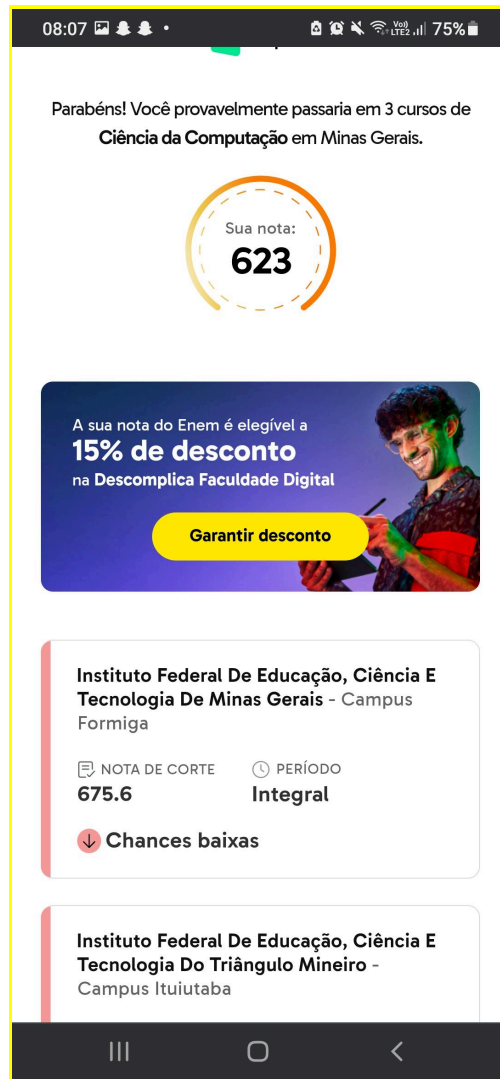 08:07
Voi)
LTE2
75%
Parabéns! Você provavelmente passaria em 3 cursos de
Ciência da Computação em Minas Gerais.
Sua nota:
623
A sua nota do Enem é elegível a
15% de desconto
na Descomplica Faculdade Digital
Garantir desconto
Instituto Federal De Educação, Ciência E
Tecnologia De Minas Gerais - Campus
Formiga
NOTA DE CORTE
PERÍODO
675.6
Integral
Chances baixas
Instituto Federal De Educação, Ciência E
Tecnologia Do Triângulo Mineiro -
Campus Ituiutaba